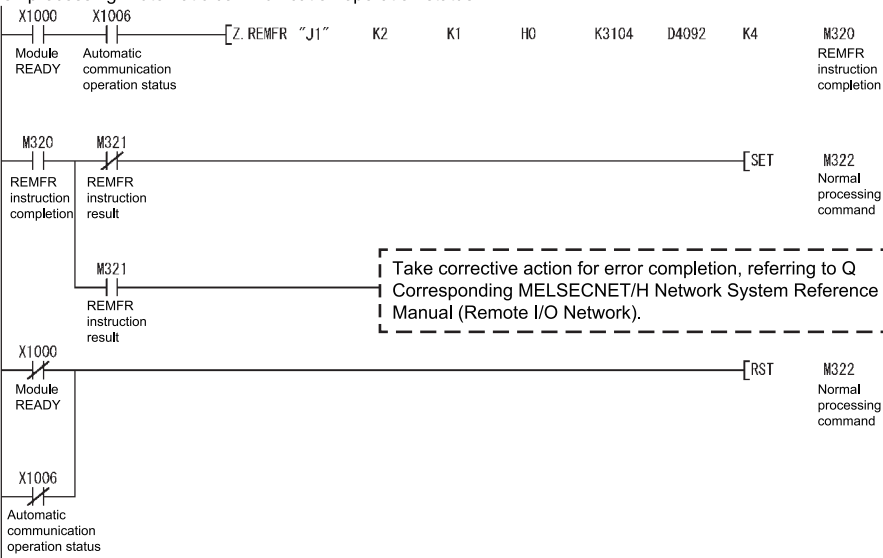 X1000 X1006
Z.REMFR "J1" K2 K1 H0 K3104 D4092 K4 M320
Module READY
Automatic communication operation status
REMFR instruction completion
M320 M321
SET M322
REMFR instruction completion
REMFR instruction result
Normal processing command
M321
REMFR instruction result
Take corrective action for error completion, referring to Q
Corresponding MELSECNET/H Network System Reference
Manual (Remote I/O Network).
X1000
RST M322
Module READY
Normal processing command
X1006
Automatic communication operation status